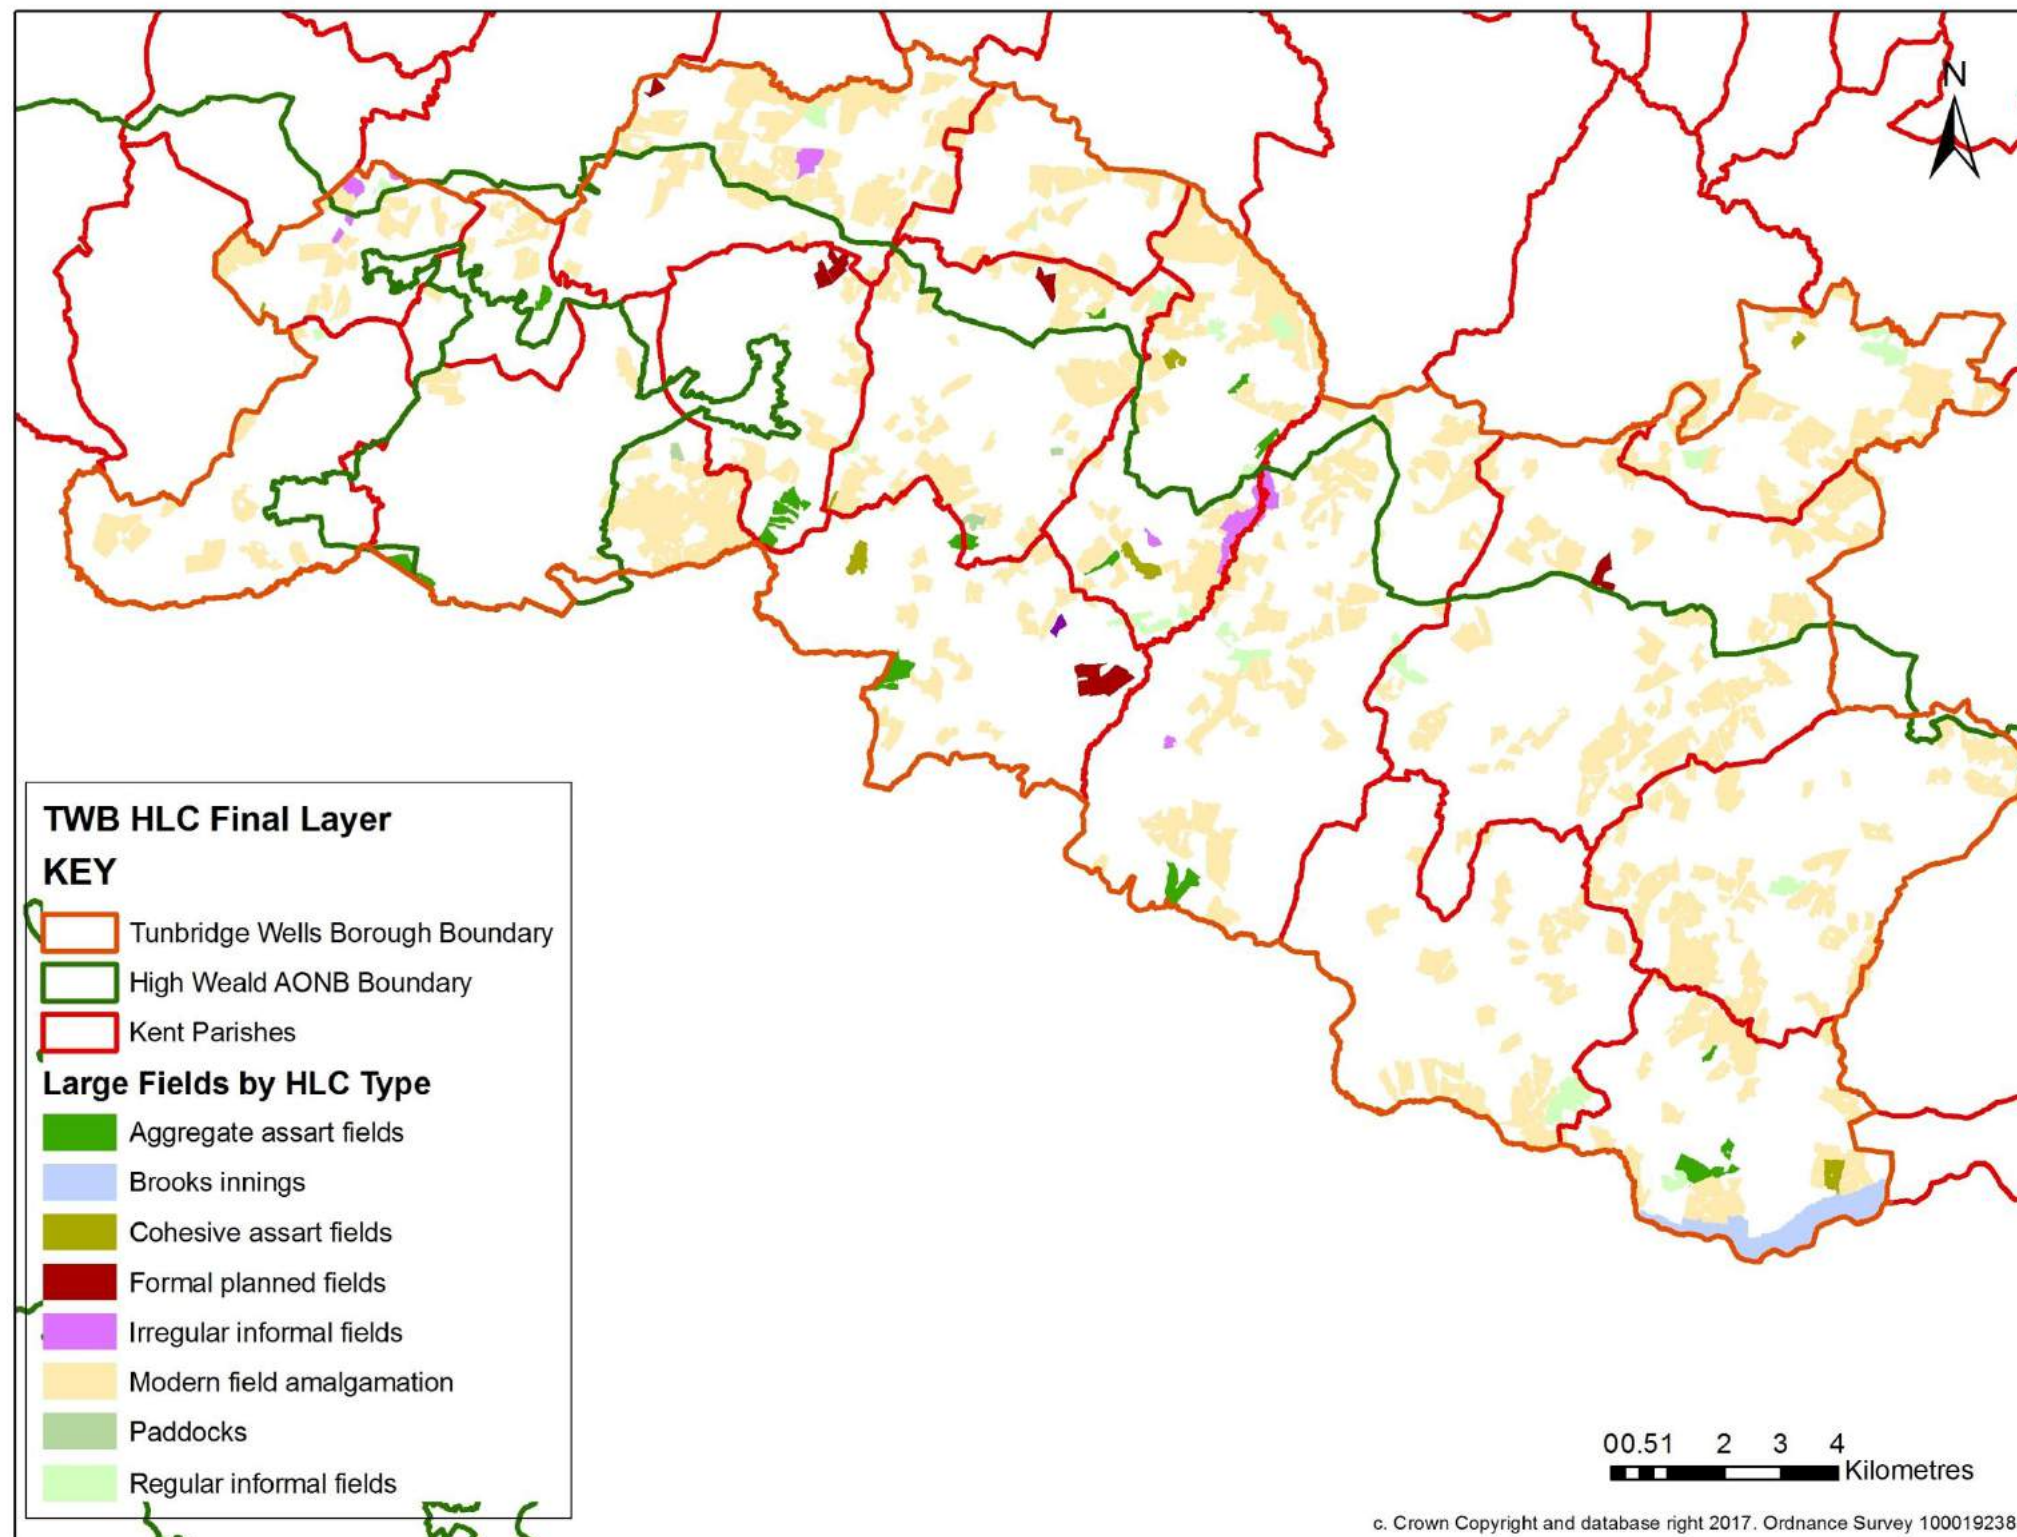 N
TWB HLC Final Layer
KEY
Tunbridge Wells Borough Boundary
High Weald AONB Boundary
Kent Parishes
Large Fields by HLC Type
Aggregate assart fields
Brooks innings
Cohesive assart fields
Formal planned fields
Irregular informal fields
Modern field amalgamation
Paddocks
Regular informal fields
00.51 2 3 4
Kilometres
c. Crown Copyright and database right 2017. Ordnance Survey 100019238